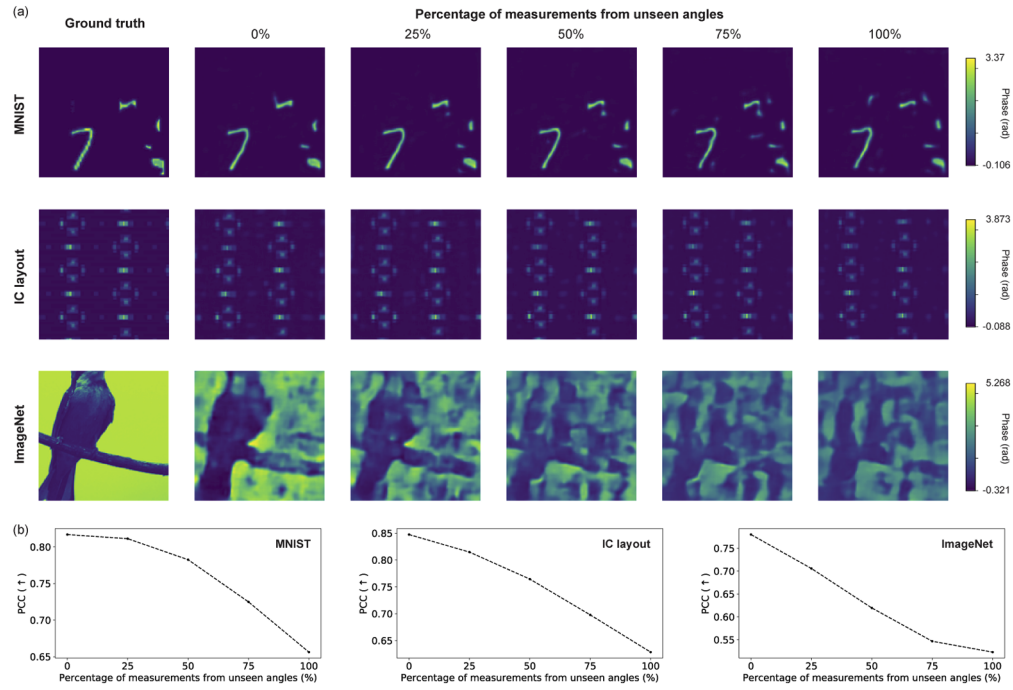 (a)
Percentage of measurements from unseen angles
Ground truth
0% 25% 50% 75% 100%
MNIST
3.37
Phase (rad)
-0.106
IC layout
3.873
Phase (rad)
-0.088
ImageNet
5.268
Phase (rad)
-0.321
(b)
MNIST
PCC (↑)
0.80
0.75
0.70
0.65
0 25 50 75 100
Percentage of measurements from unseen angles (%)
IC layout
PCC (↑)
0.85
0.80
0.75
0.70
0.65
0 25 50 75 100
Percentage of measurements from unseen angles (%)
ImageNet
PCC (↑)
0.75
0.70
0.65
0.60
0.55
0 25 50 75 100
Percentage of measurements from unseen angles (%)